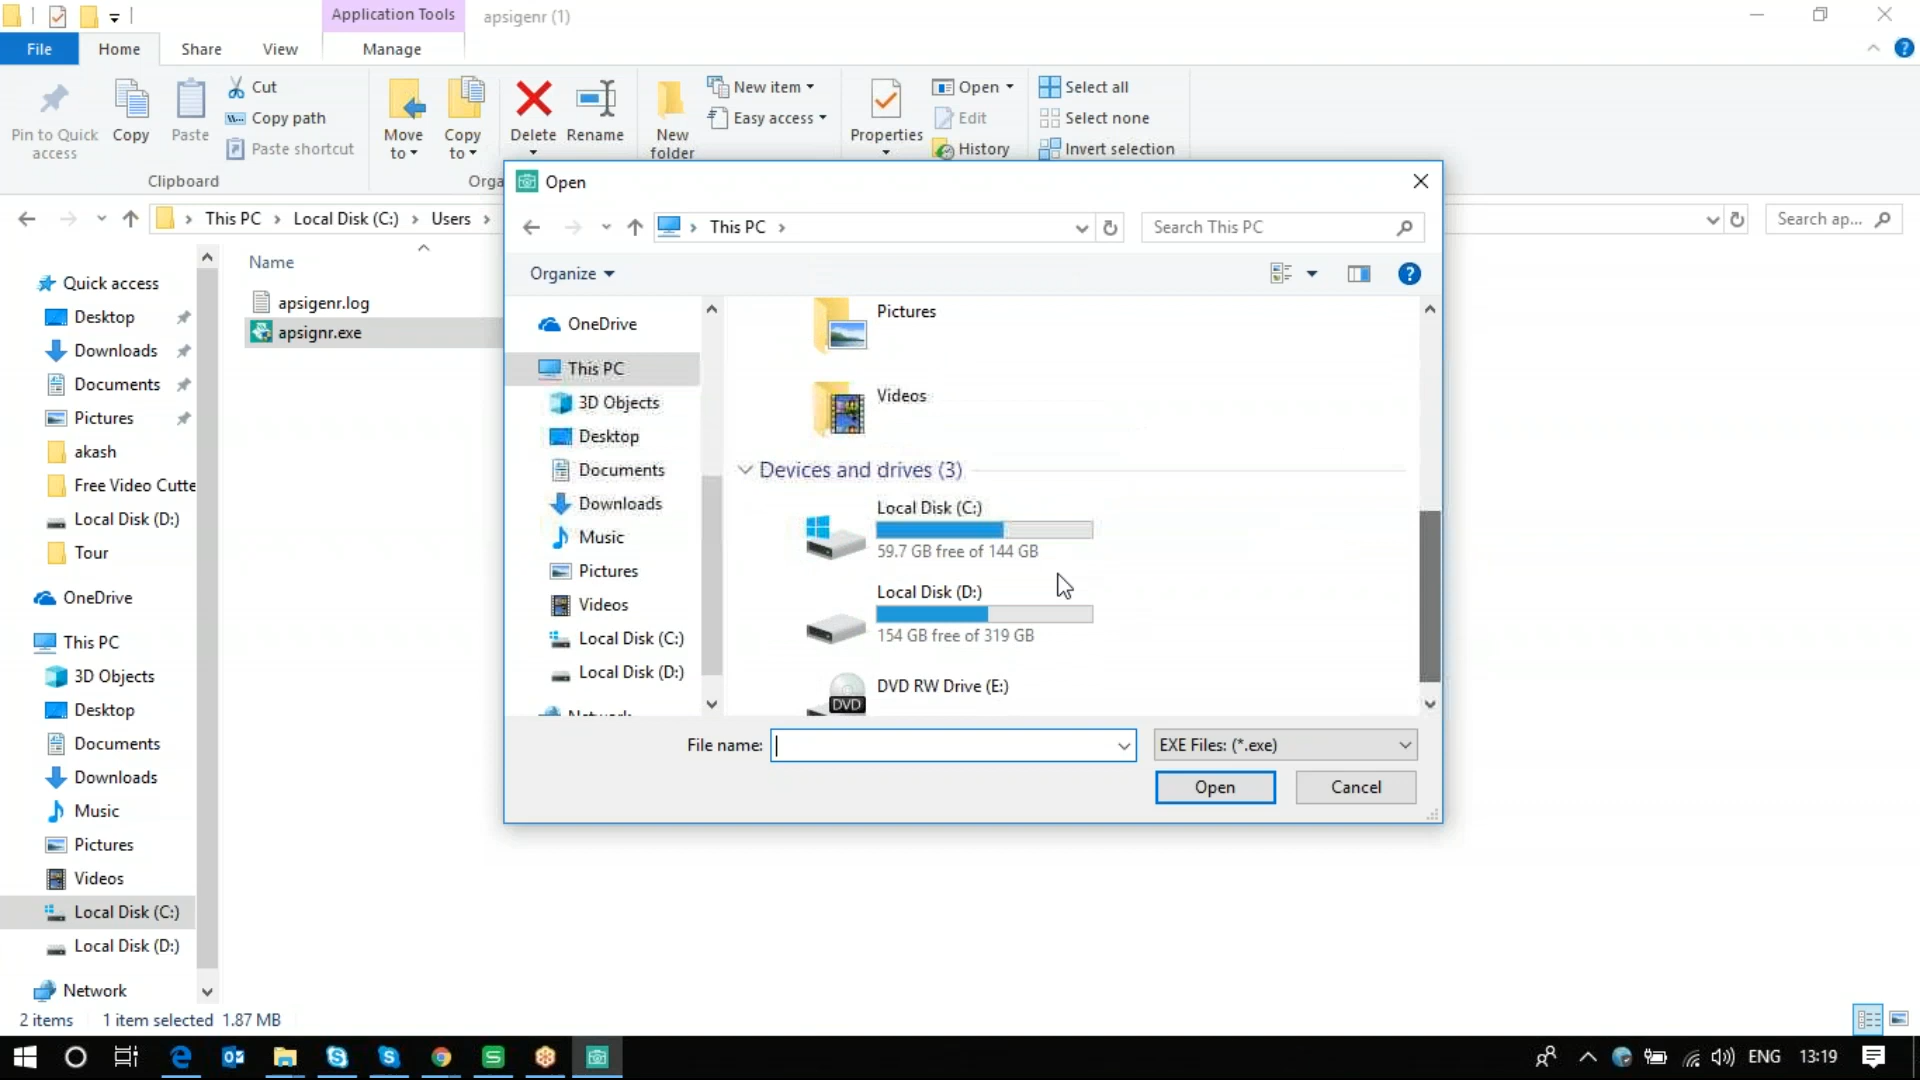 Application Tools
apsigenr (1)
File
Home
Share
View
Manage
Pin to Quick
access
Copy
Paste
Cut
Copy path
Paste shortcut
Clipboard
Move
to
Copy
to
Delete
Rename
Orga
New
folder
New item
Easy access
Properties
Open
Edit
History
Select all
Select none
Invert selection
This PC
Local Disk (C:)
Users
Search ap...
Quick access
Desktop
Downloads
Documents
Pictures
akash
Free Video Cutte
Local Disk (D:)
Tour
OneDrive
This PC
3D Objects
Desktop
Documents
Downloads
Music
Pictures
Videos
Local Disk (C:)
Local Disk (D:)
Network
Name
apsigenr.log
apsignr.exe
Open
This PC
Search This PC
Organize
OneDrive
This PC
3D Objects
Desktop
Documents
Downloads
Music
Pictures
Videos
Local Disk (C:)
Local Disk (D:)
Network
Pictures
Videos
Devices and drives (3)
Local Disk (C:)
59.7 GB free of 144 GB
Local Disk (D:)
154 GB free of 319 GB
DVD RW Drive (E:)
DVD
File name:
EXE Files: (*.exe)
Open
Cancel
2 items
1 item selected 1.87 MB
ENG
13:19